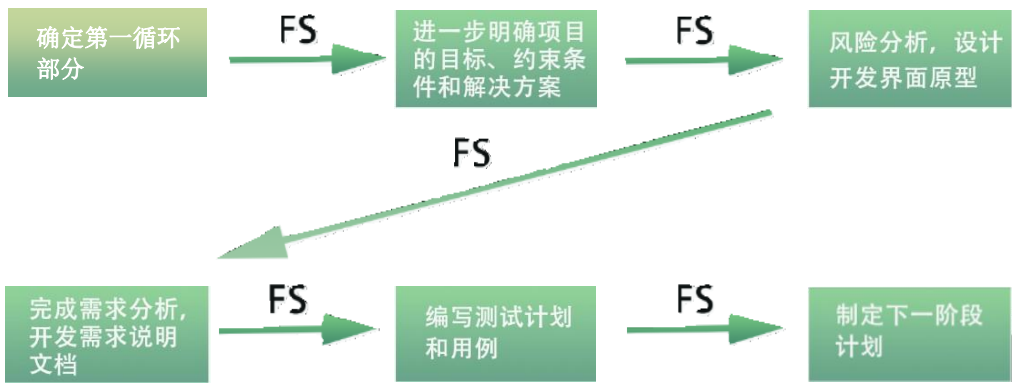 确定第一循环
部分
FS
进一步明确项目
的目标、约束条
件和解决方案
FS
风险分析，设计
开发界面原型
FS
完成需求分析，
开发需求说明
文档
FS
编写测试计划
和用例
FS
制定下一阶段
计划